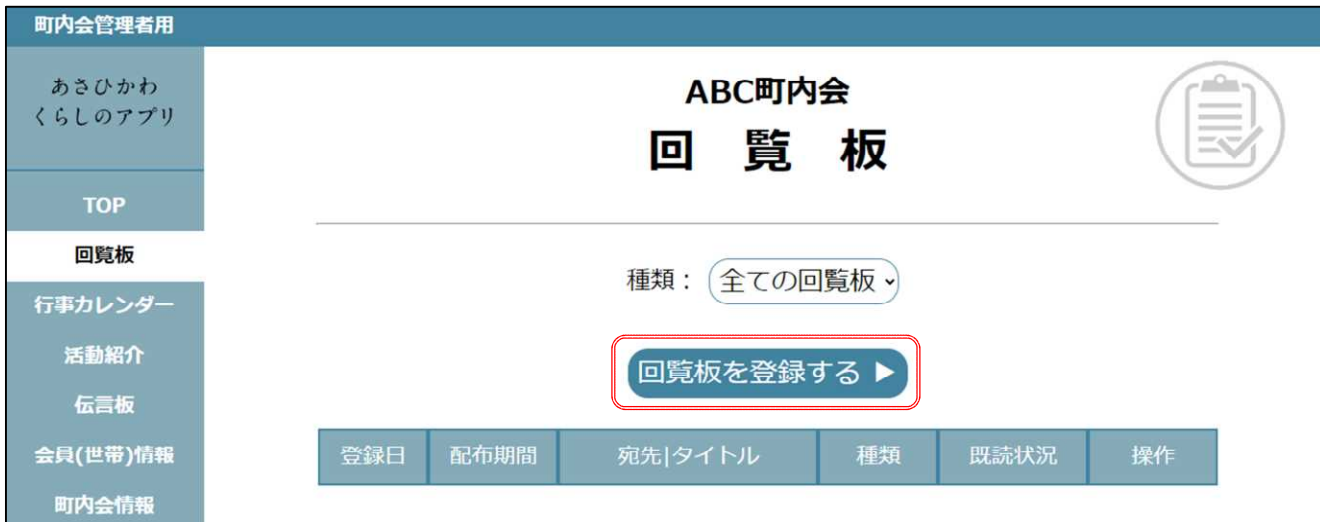 町内会管理者用
あさひかわ
くらしのアプリ
TOP
回覧板
行事カレンダー
活動紹介
伝言板
会員(世帯)情報
町内会情報
ABC町内会
回 覧 板
種類： 全ての回覧板
回覧板を登録する ▶
登録日 配布期間 宛先|タイトル 種類 既読状況 操作